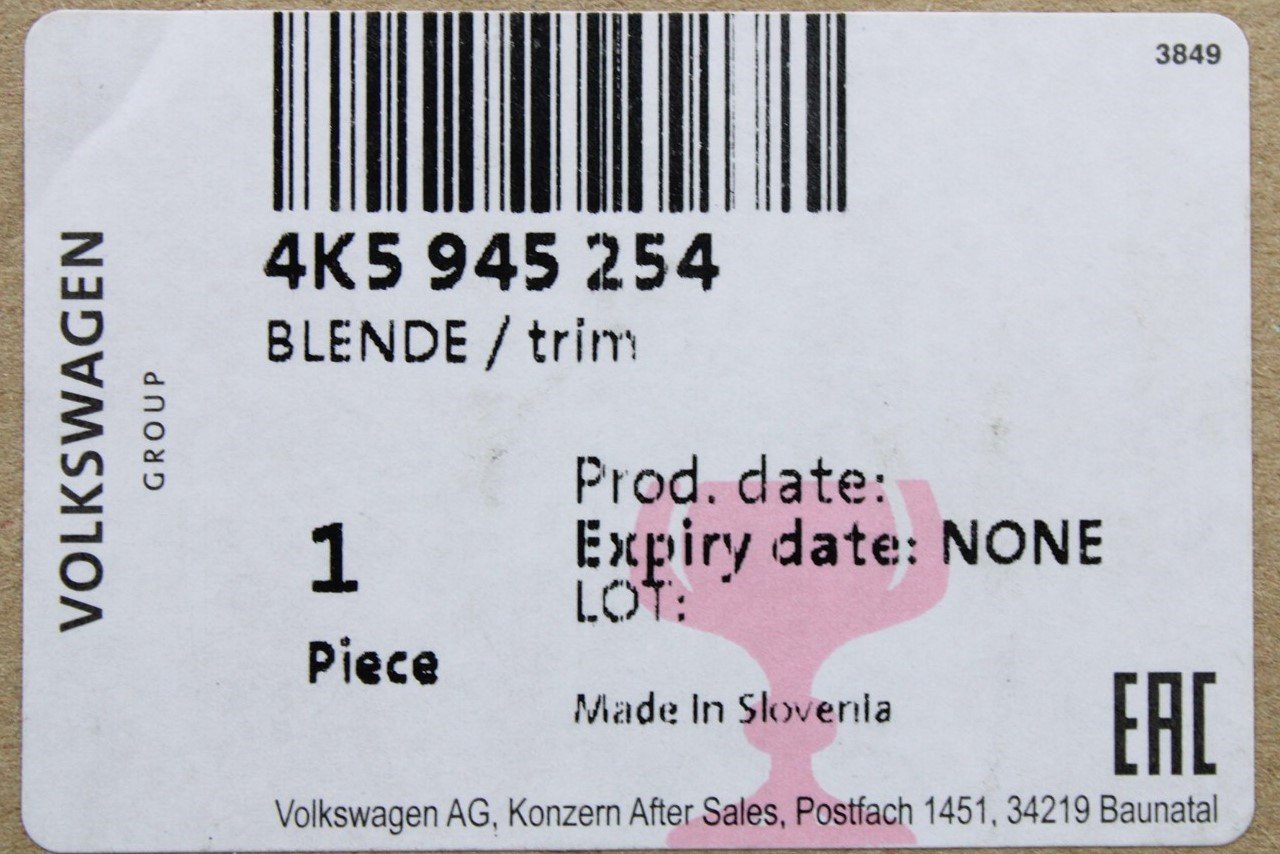 3849
4K5 945 254
BLENDE / trim
VOLKSWAGEN
GROUP
Prod. date:
Expiry date: NONE
LOT:
1
Piece
Made in Slovenia
EAC
Volkswagen AG, Konzern After Sales, Postfach 1451, 34219 Baunatal